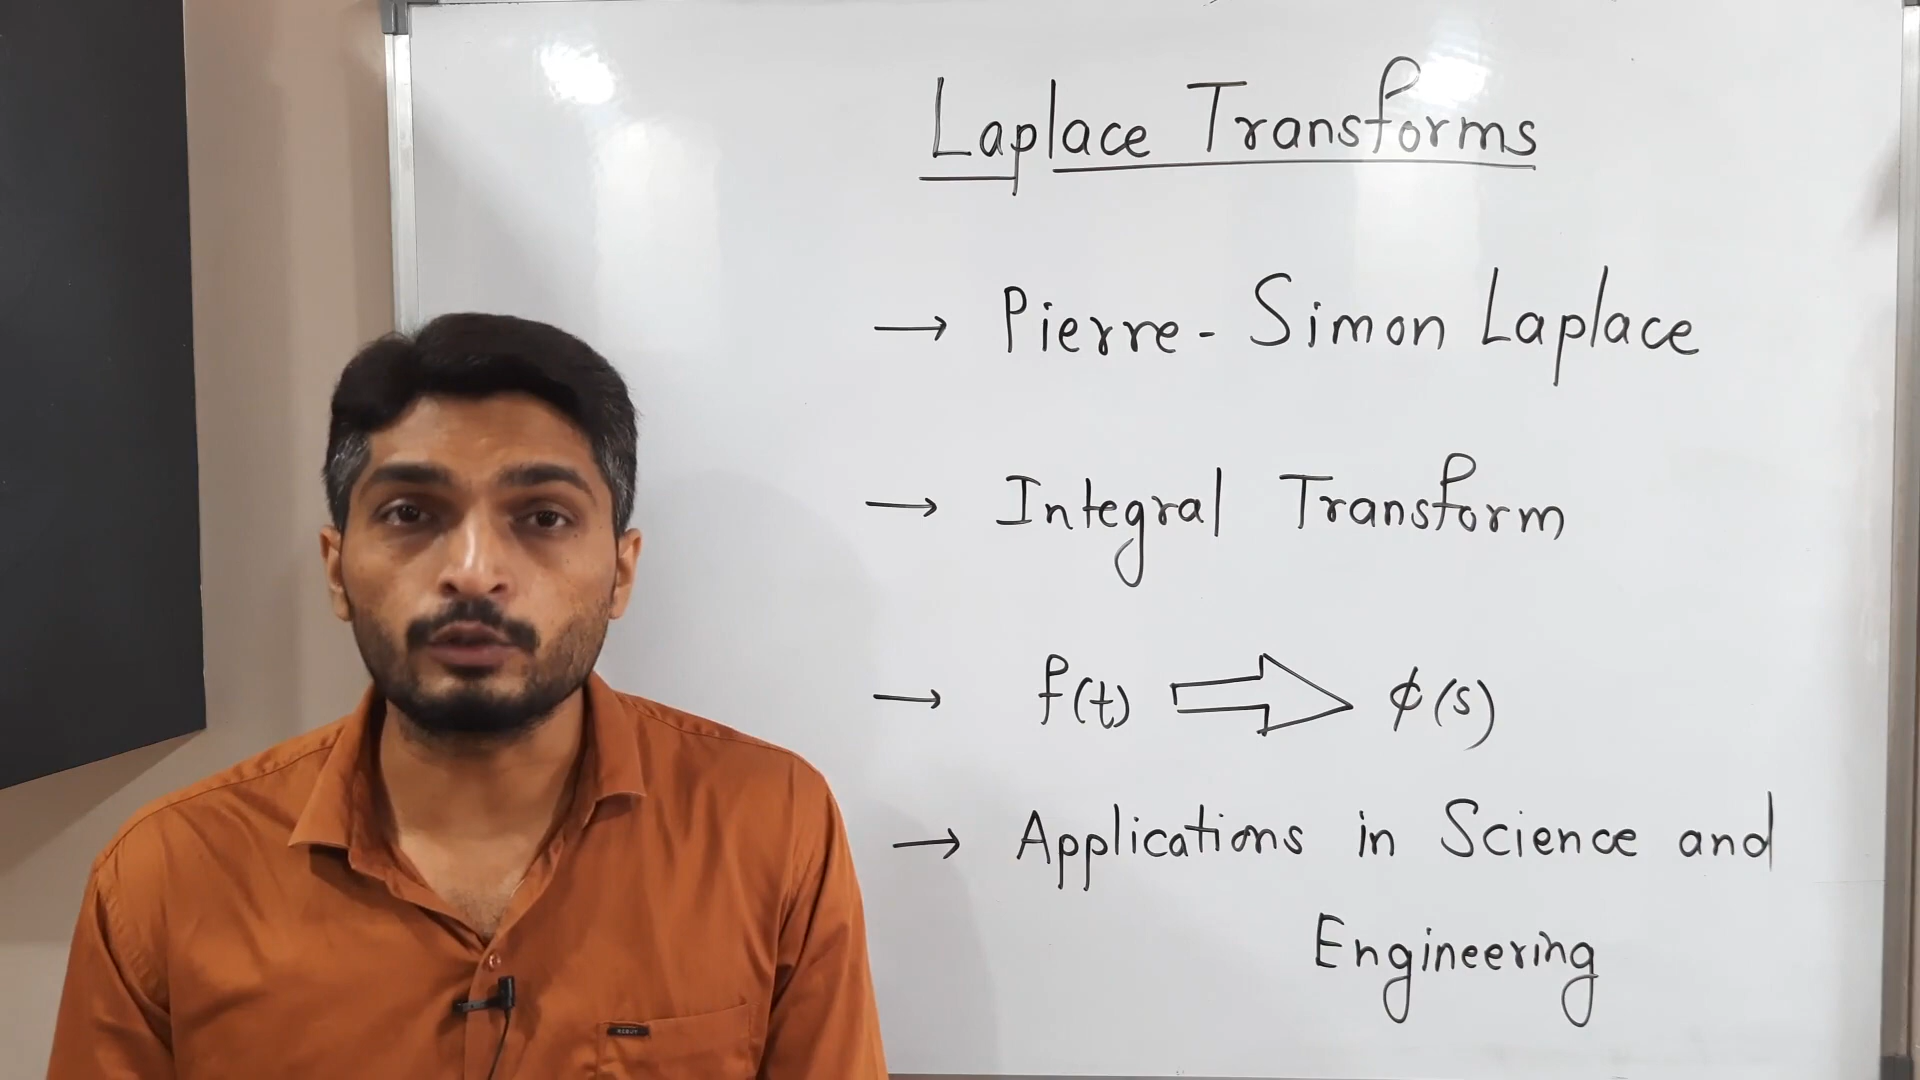 Laplace Transforms
→ Pierre-Simon Laplace
→ Integral Transform
→ f(t) ⇒ ϕ(s)
→ Applications in Science and
Engineering